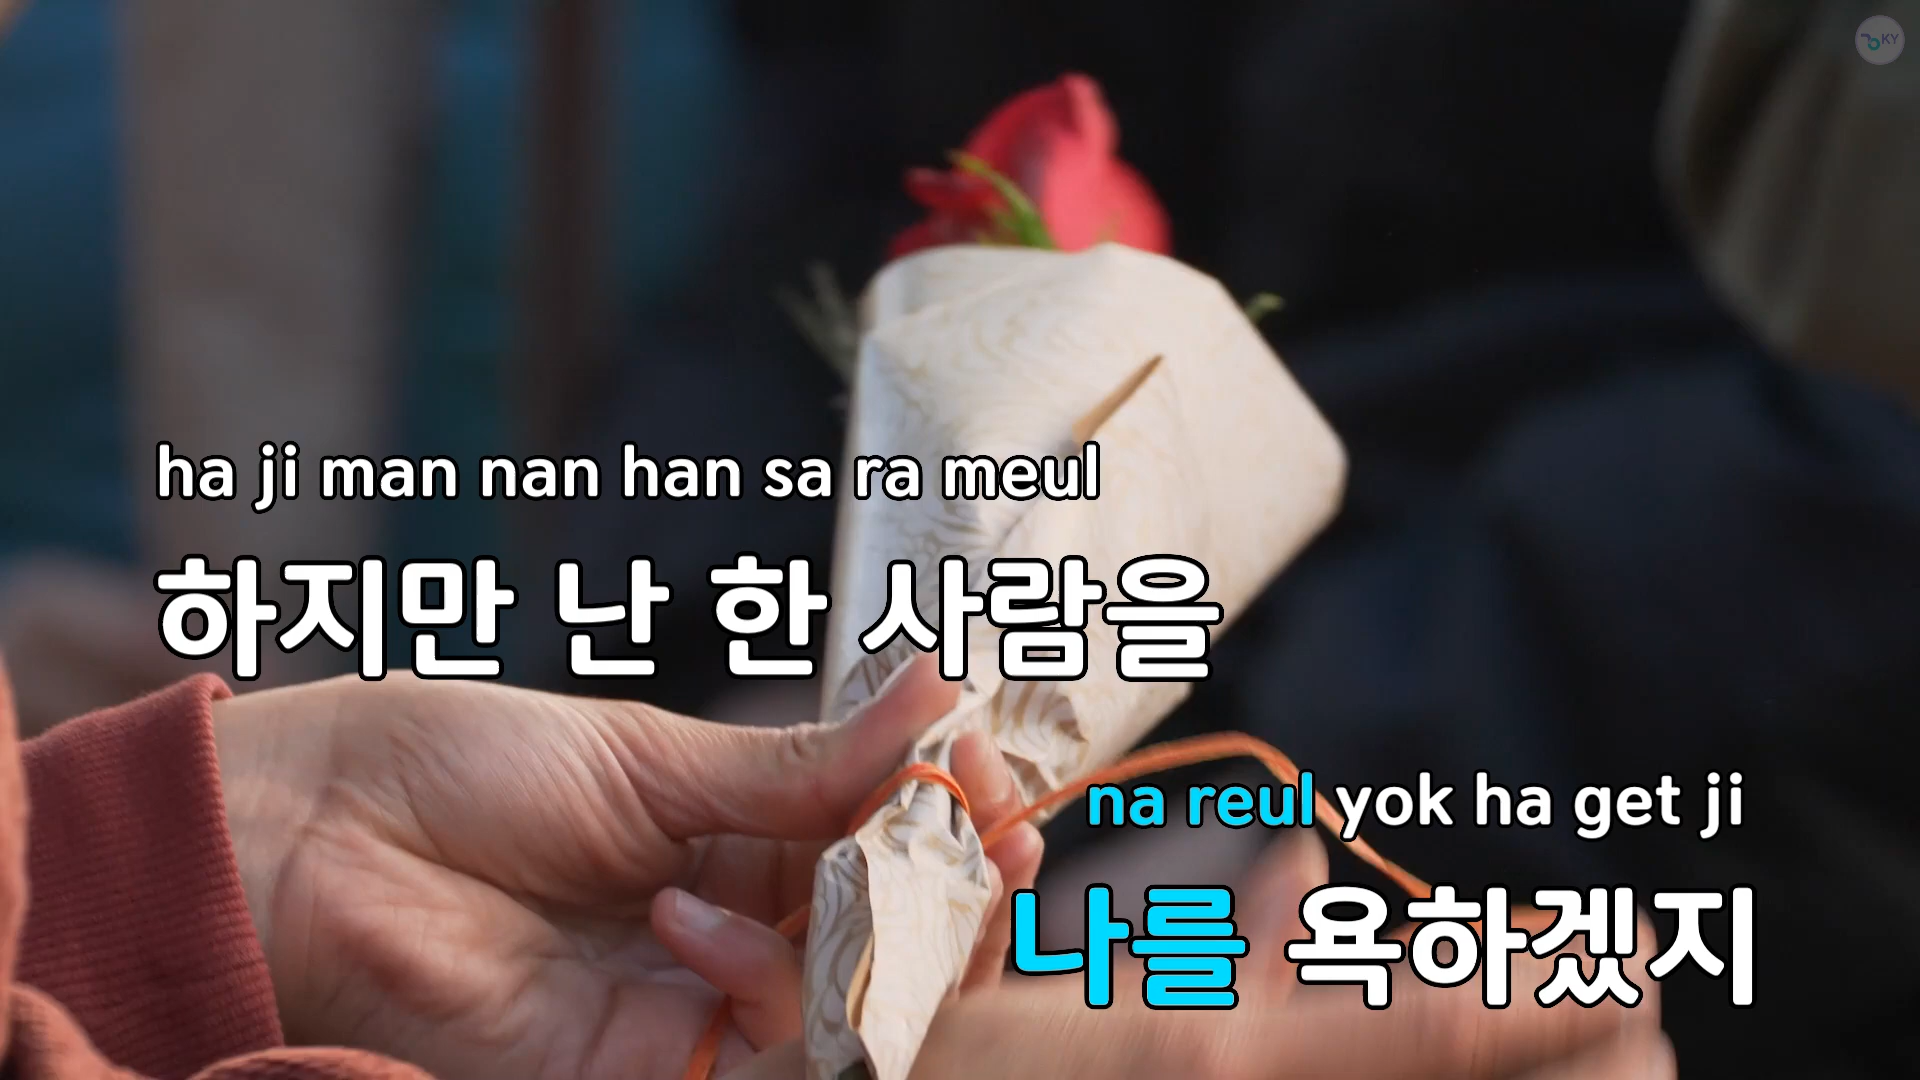 KY
ha ji man nan han sa ra meul
하지만 난 한 사람을
na reul yok ha get ji
나를 욕하겠지